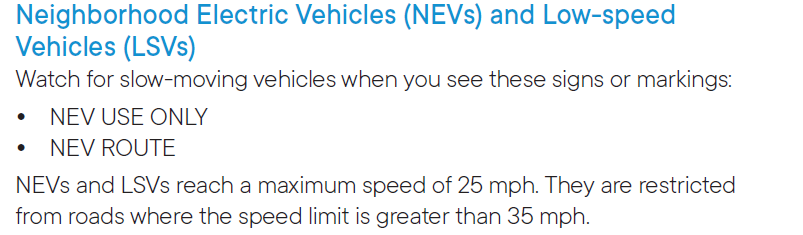 Neighborhood Electric Vehicles (NEVs) and Low-speed
Vehicles (LSVs)
Watch for slow-moving vehicles when you see these signs or markings:
• NEV USE ONLY
• NEV ROUTE
NEVs and LSVs reach a maximum speed of 25 mph. They are restricted
from roads where the speed limit is greater than 35 mph.